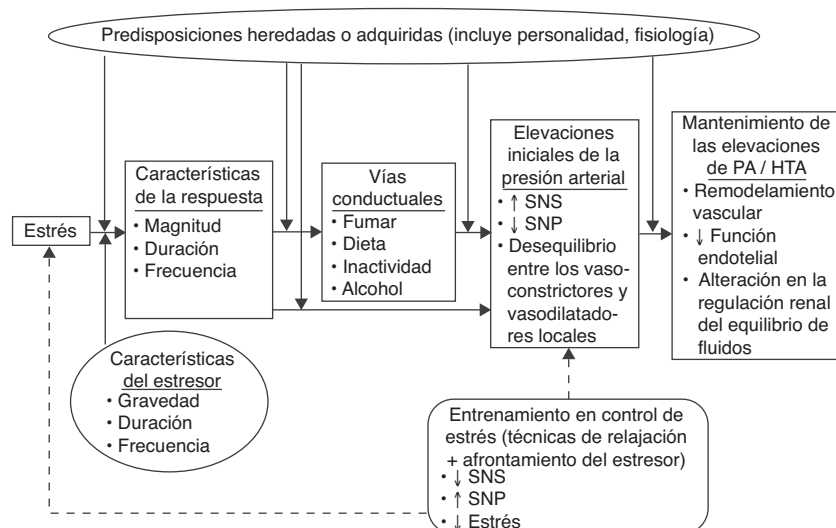 Predisposiciones heredadas o adquiridas (incluye personalidad, fisiología)
Estrés
Características
de la respuesta
• Magnitud
• Duración
• Frecuencia
Vías
conductuales
• Fumar
• Dieta
• Inactividad
• Alcohol
Elevaciones
iniciales de la
presión arterial
• ↑ SNS
• ↓ SNP
• Desequilibrio
entre los vaso-
constrictores y
vasodilatado-
res locales
Mantenimiento de
las elevaciones
de PA / HTA
• Remodelamiento
vascular
• ↓ Función
endotelial
• Alteración en la
regulación renal
del equilibrio de
fluidos
Características
del estresor
• Gravedad
• Duración
• Frecuencia
Entrenamiento en control de
estrés (técnicas de relajación
+ afrontamiento del estresor)
• ↓ SNS
• ↑ SNP
• ↓ Estrés